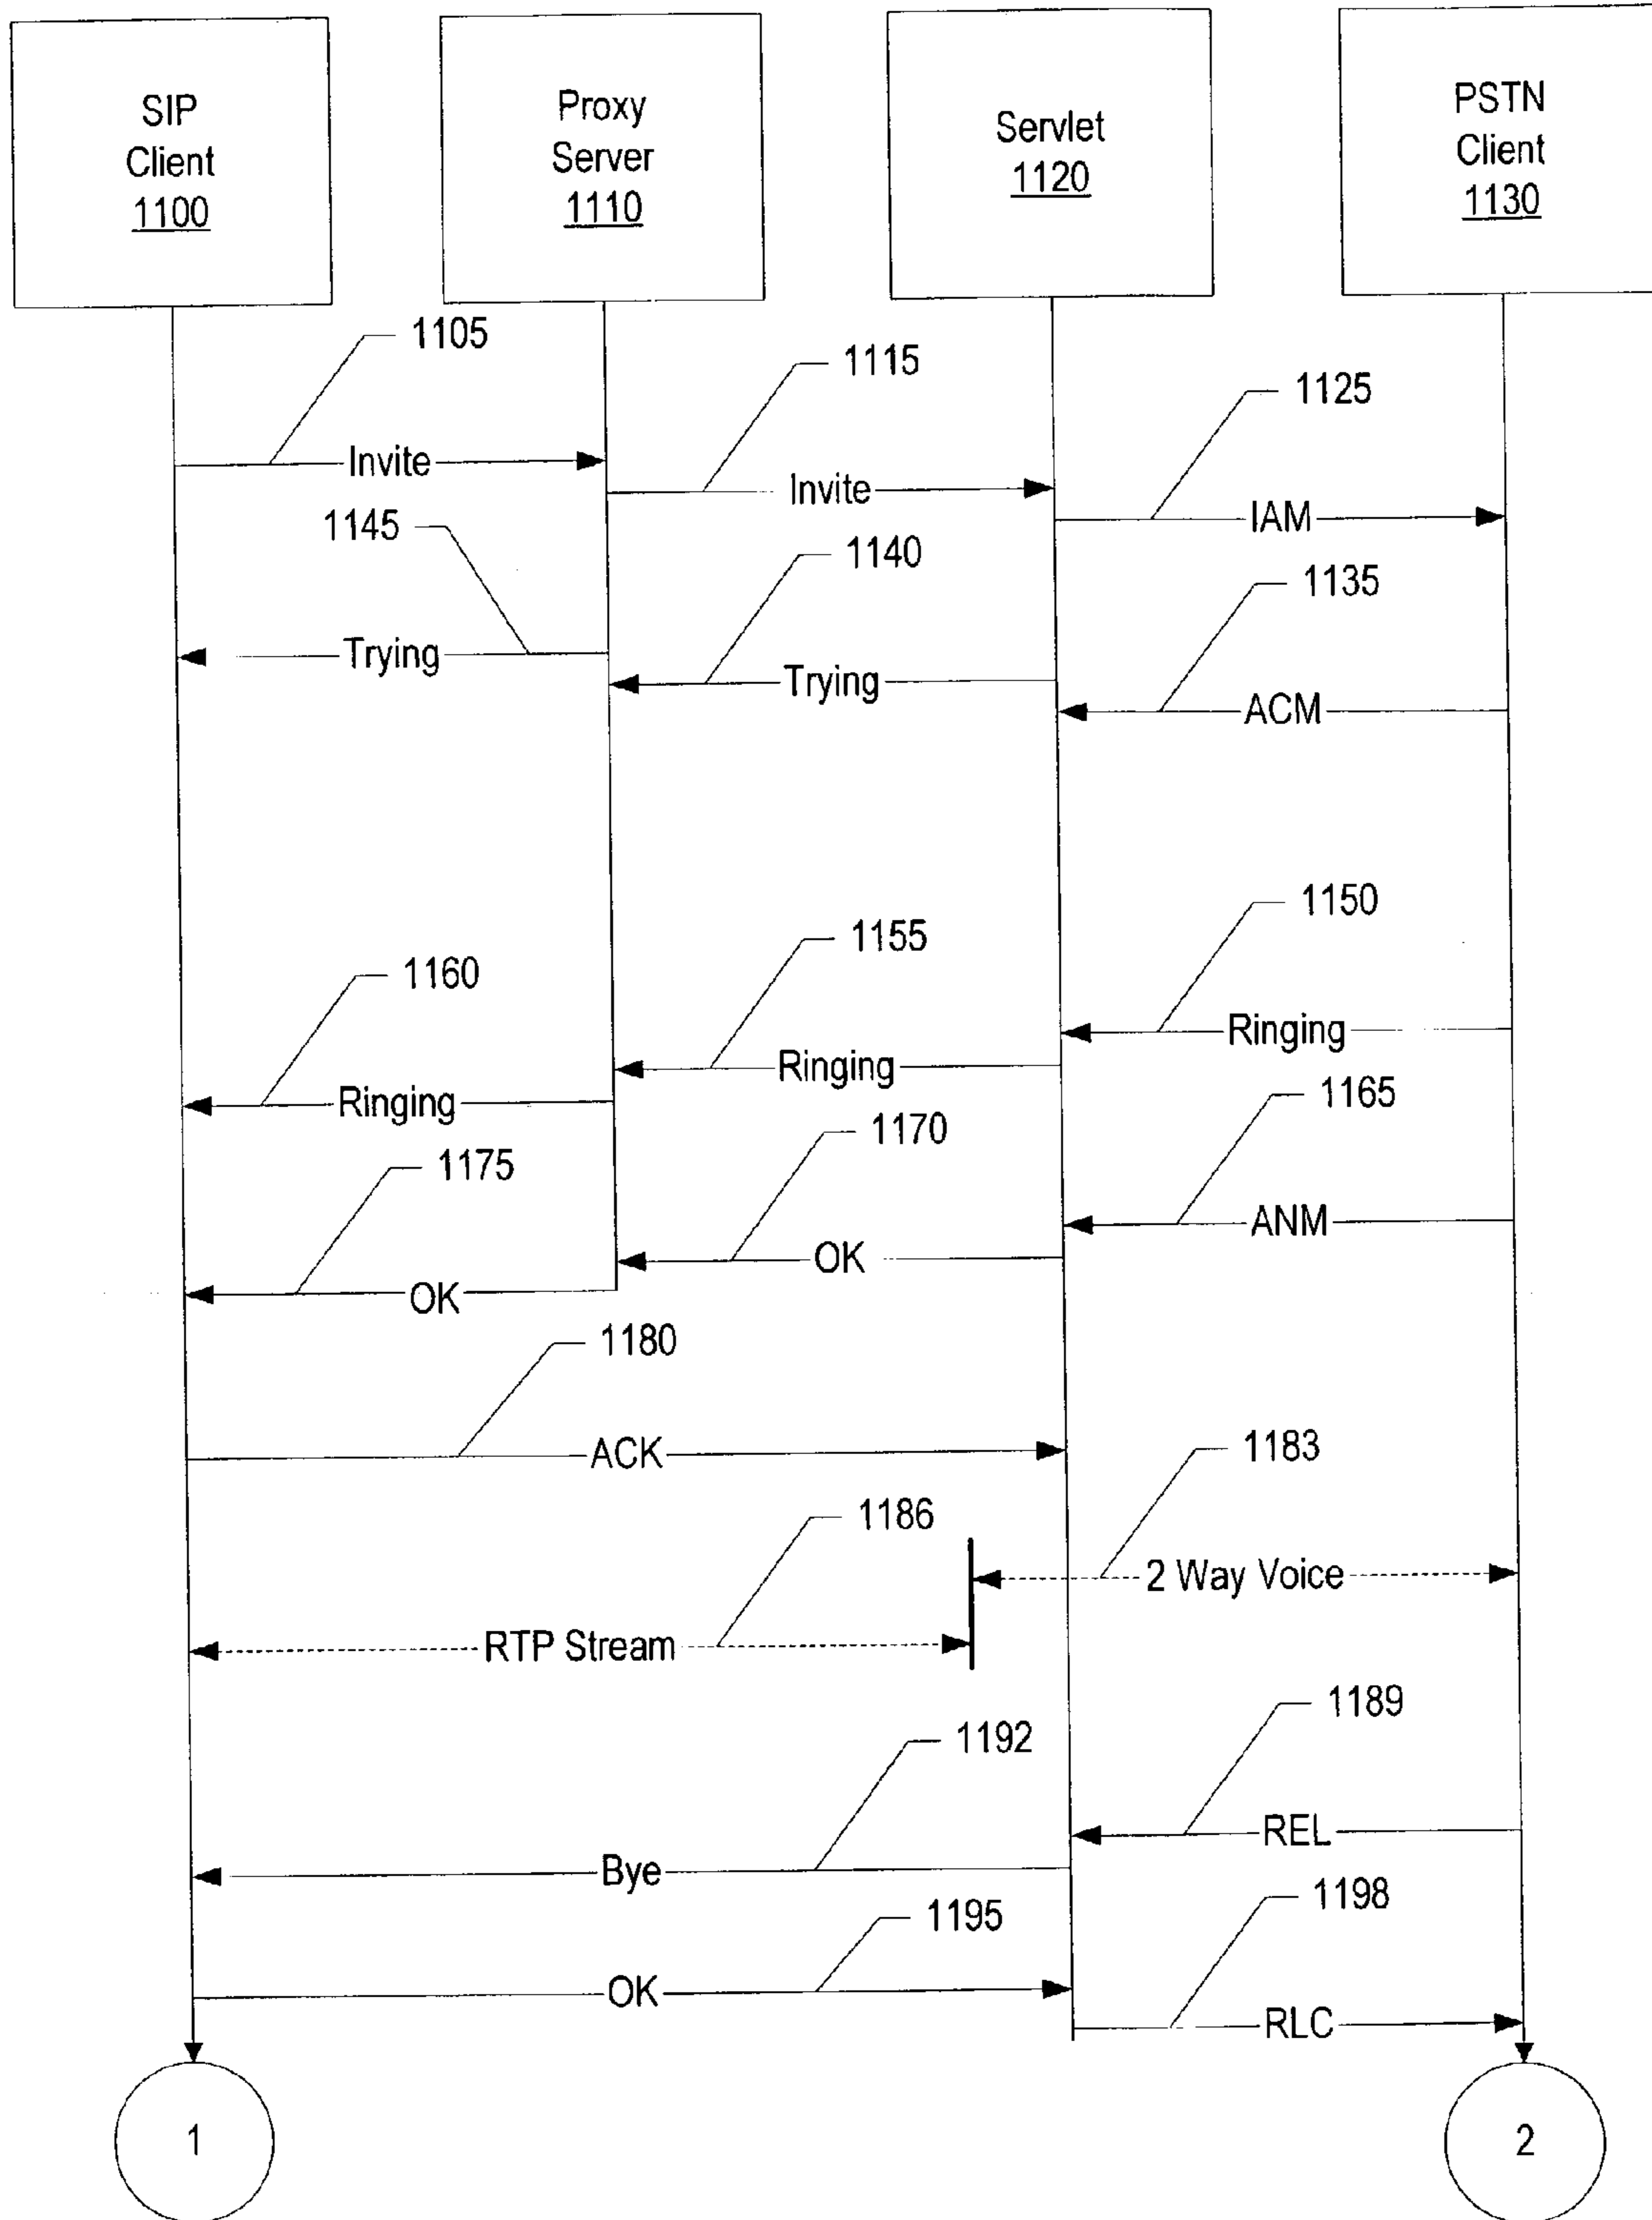 SIP
Client
1100
Proxy
Server
1110
Servlet
1120
PSTN
Client
1130
1105
1115
1125
Invite
Invite
IAM
1145
1140
1135
Trying
Trying
ACM
1150
1155
1160
Ringing
Ringing
Ringing
1165
1170
1175
ANM
OK
OK
1180
ACK
1183
1186
2 Way Voice
RTP Stream
1189
1192
REL
Bye
1198
1195
OK
RLC
1
2